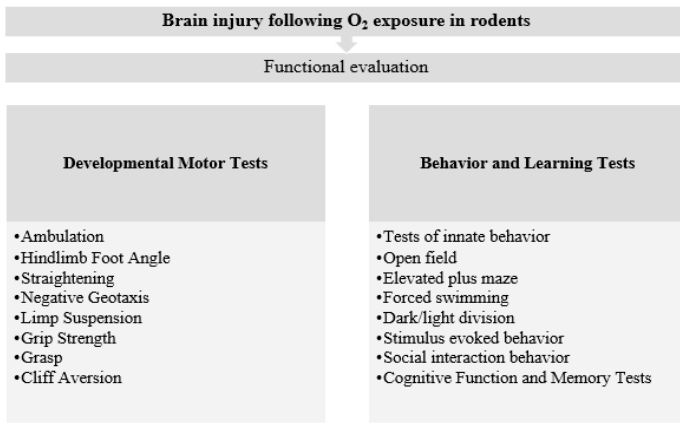 Brain injury following O₂ exposure in rodents
Functional evaluation
Developmental Motor Tests
•Ambulation
•Hindlimb Foot Angle
•Straightening
•Negative Geotaxis
•Limp Suspension
•Grip Strength
•Grasp
•Cliff Aversion
Behavior and Learning Tests
•Tests of innate behavior
•Open field
•Elevated plus maze
•Forced swimming
•Dark/light division
•Stimulus evoked behavior
•Social interaction behavior
•Cognitive Function and Memory Tests